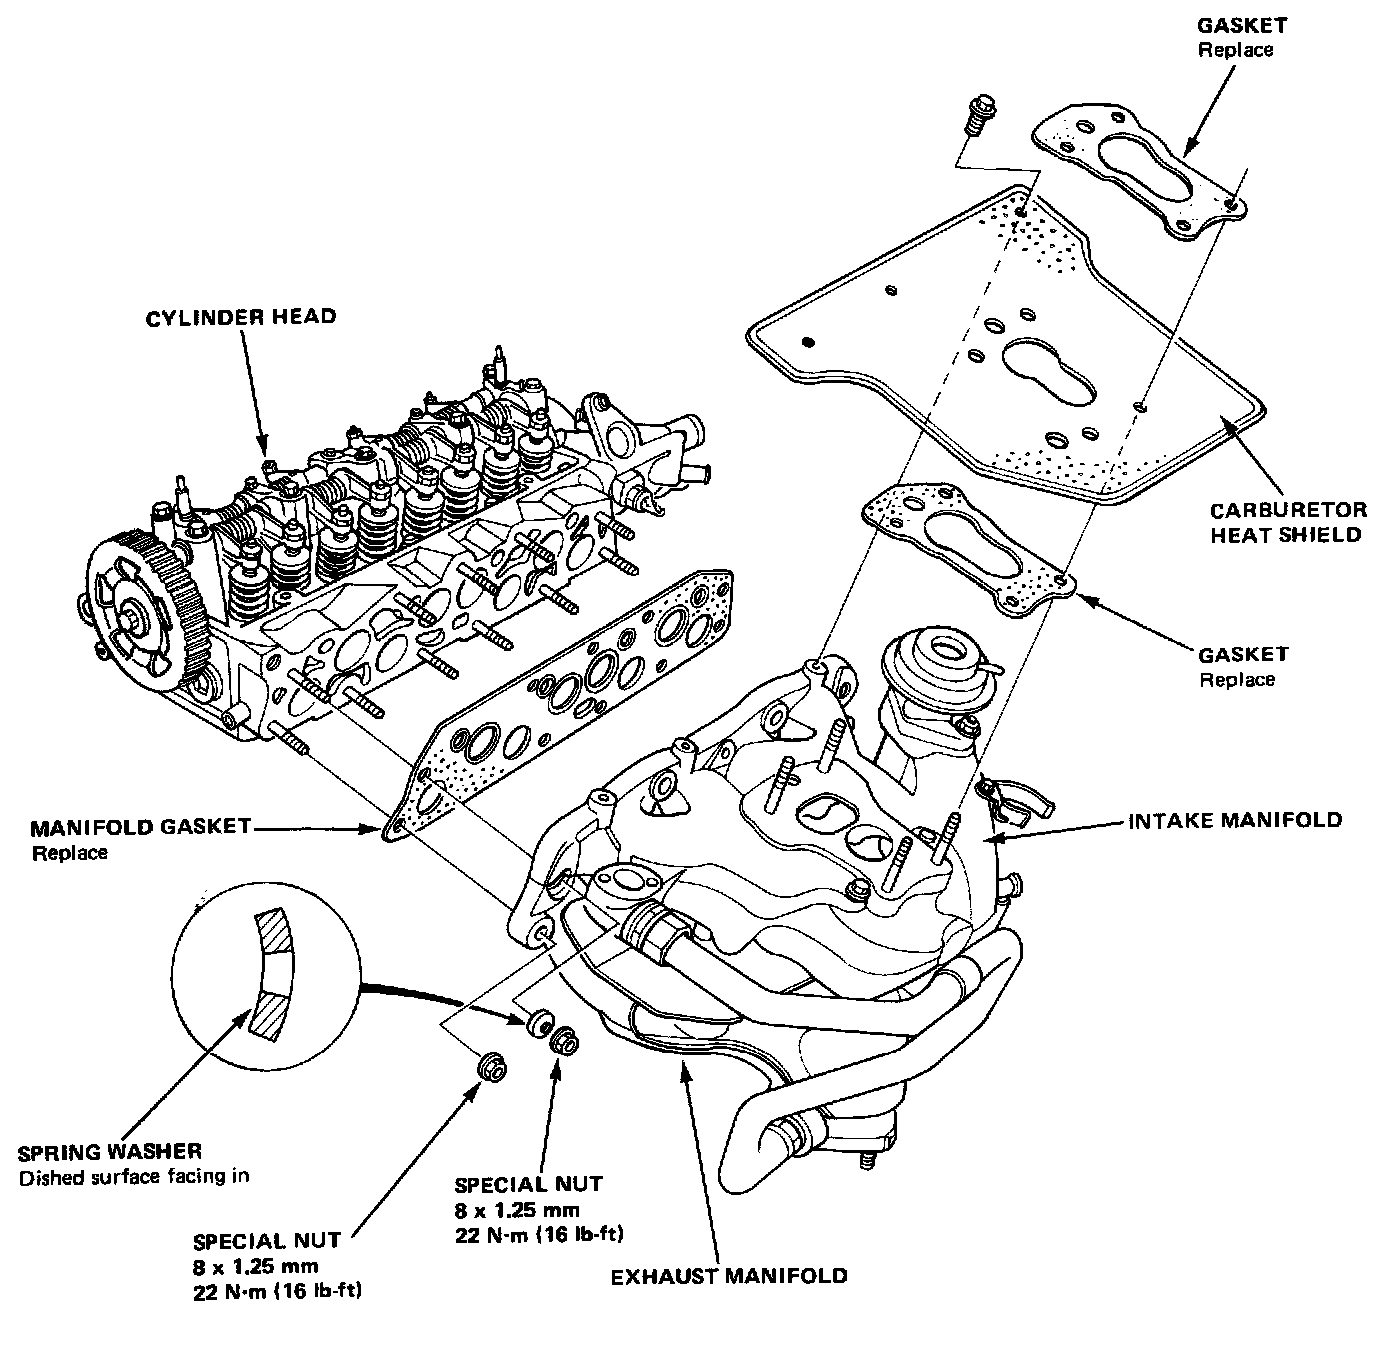 GASKET
Replace
CYLINDER HEAD
CARBURETOR
HEAT SHIELD
GASKET
Replace
MANIFOLD GASKET
Replace
INTAKE MANIFOLD
SPRING WASHER
Dished surface facing in
SPECIAL NUT
8 x 1.25 mm
22 N·m (16 lb-ft)
SPECIAL NUT
8 x 1.25 mm
22 N·m (16 lb-ft)
EXHAUST MANIFOLD